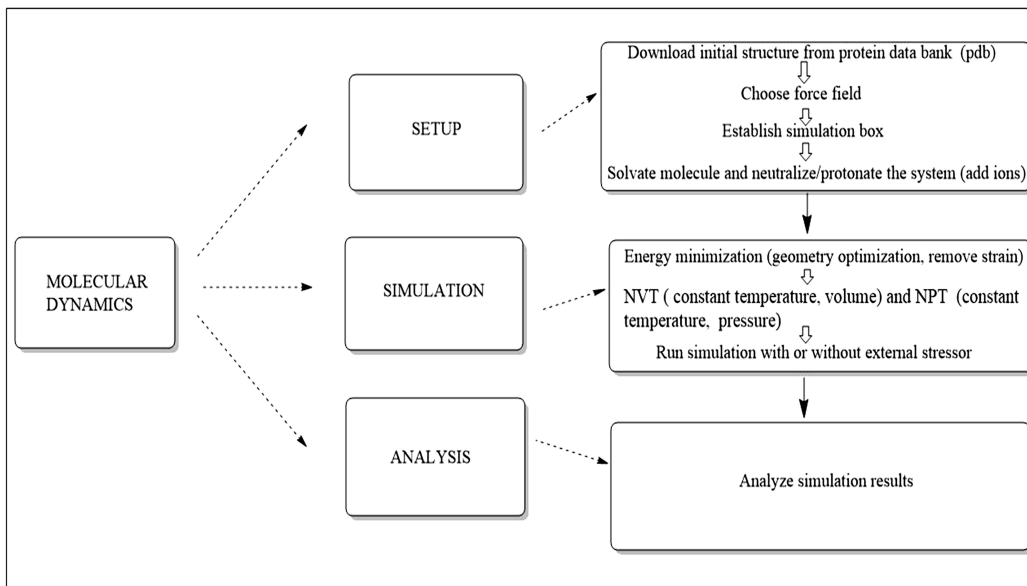 MOLECULAR
DYNAMICS
SETUP
SIMULATION
ANALYSIS
Download initial structure from protein data bank (pdb)
Choose force field
Establish simulation box
Solvate molecule and neutralize/protonate the system (add ions)
Energy minimization (geometry optimization, remove strain)
NVT ( constant temperature, volume) and NPT (constant
temperature, pressure)
Run simulation with or without external stressor
Analyze simulation results